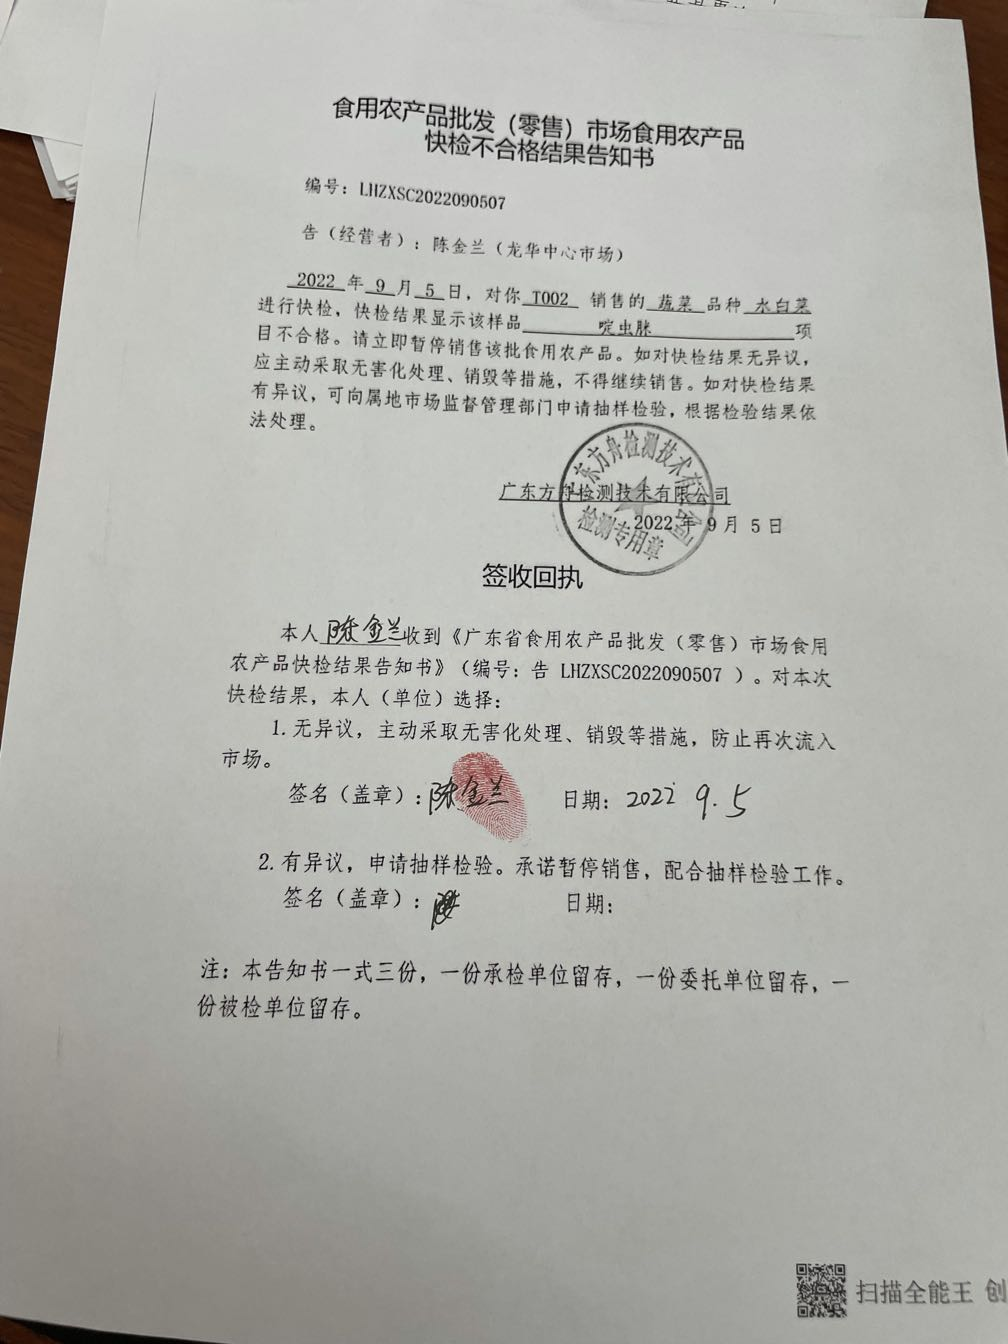 食用农产品批发（零售）市场食用农产品
快检不合格结果告知书
编号：LHZXSC2022090507
告（经营者）：陈金兰（龙华中心市场）
2022 年 9 月 5 日，对你 T002 销售的 蔬菜 品种 水白菜
进行快检，快检结果显示该样品 啶虫脒 项
目不合格。请立即暂停销售该批食用农产品。如对快检结果无异议，
应主动采取无害化处理、销毁等措施，不得继续销售。如对快检结果
有异议，可向属地市场监督管理部门申请抽样检验，根据检验结果依
法处理。
广东方舟检测技术有限公司
2022 年 9 月 5 日
广东方舟检测技术有限公司
检测专用章
签收回执
本人 陈金兰 收到《广东省食用农产品批发（零售）市场食用
农产品快检结果告知书》（编号：告 LHZXSC2022090507 ）。对本次
快检结果，本人（单位）选择：
1. 无异议，主动采取无害化处理、销毁等措施，防止再次流入
市场。
签名（盖章）：陈金兰 日期：2022 9. 5
2. 有异议，申请抽样检验。承诺暂停销售，配合抽样检验工作。
签名（盖章）： 日期：
注：本告知书一式三份，一份承检单位留存，一份委托单位留存，一
份被检单位留存。
扫描全能王 创